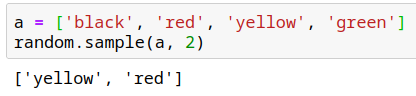 a = ['black', 'red', 'yellow', 'green']
random.sample(a, 2)
['yellow', 'red']